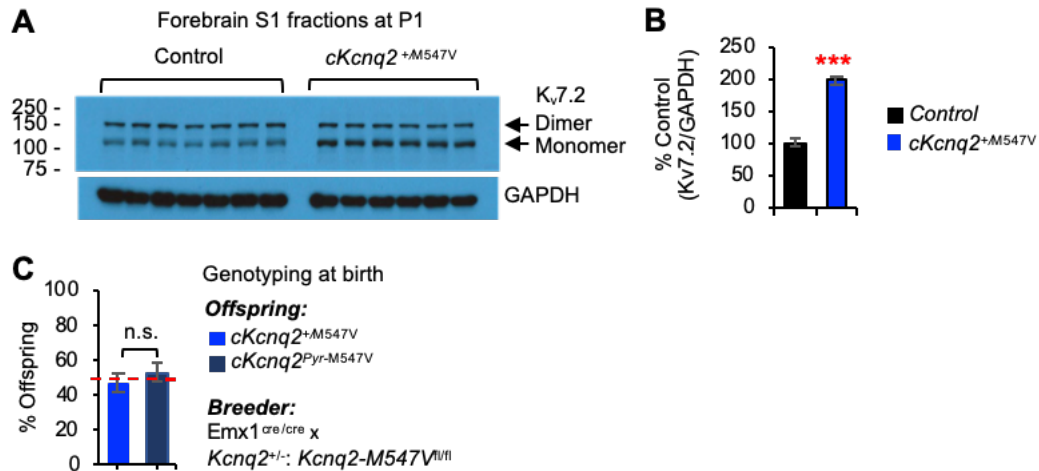 A
Forebrain S1 fractions at P1
Control
cKcnq2 +/M547V
250 -
150 -
100 -
75 -
Kv7.2
Dimer
Monomer
GAPDH
B
% Control
(Kv7.2/GAPDH)
250
200
150
100
50
0
***
Control
cKcnq2+/M547V
C
Genotyping at birth
% Offspring
100
80
60
40
20
0
n.s.
Offspring:
cKcnq2+/M547V
cKcnq2Pyr-M547V
Breeder:
Emx1cre/cre x
Kcnq2+/-: Kcnq2-M547Vfl/fl